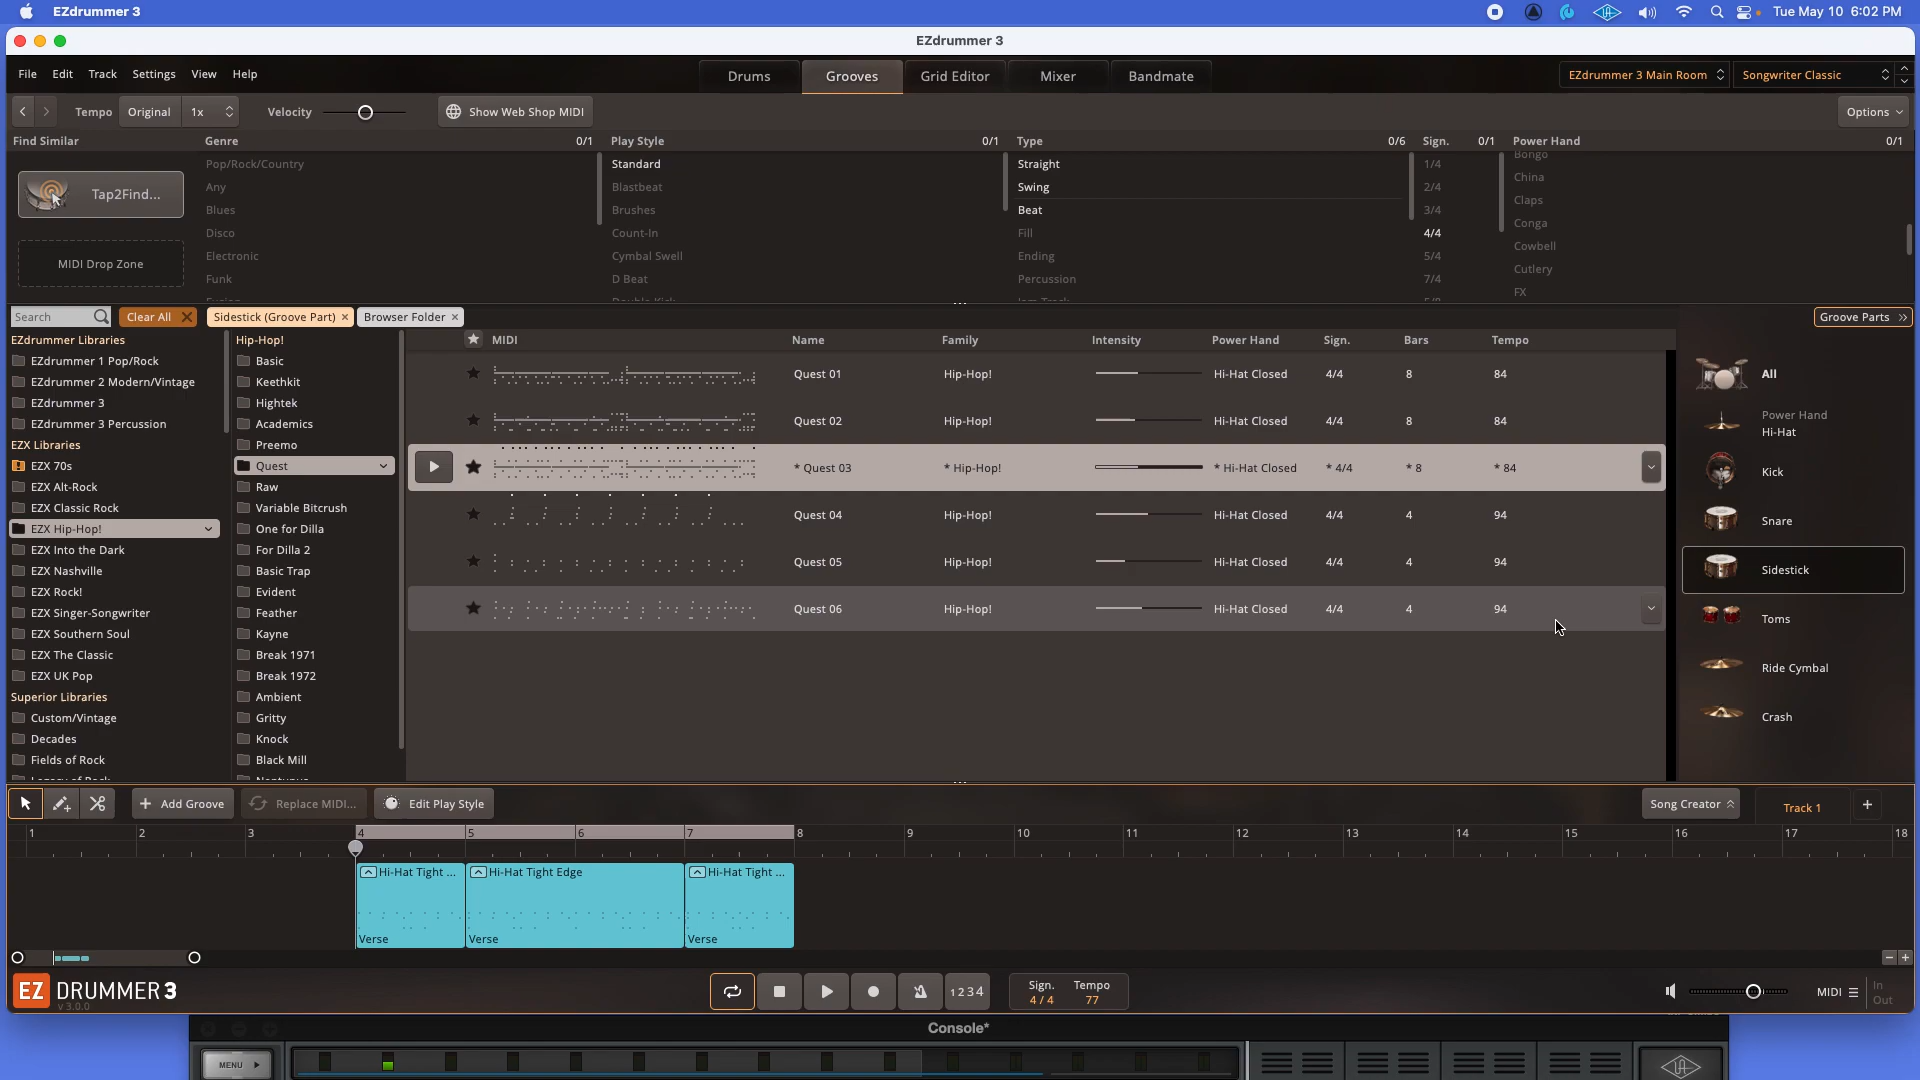 EZdrummer 3
Tue May 10 6:02 PM
EZdrummer 3
File Edit Track Settings View Help
Drums Grooves Grid Editor Mixer Bandmate
EZdrummer 3 Main Room Songwriter Classic
Tempo Original 1x Velocity Show Web Shop MIDI Options
Find Similar Genre 0/1 Play Style 0/1 Type 0/6 Sign. 0/1 Power Hand 0/1
Bongo
Pop/Rock/Country Standard Straight 1/4
China
Any Blastbeat Swing 2/4
Tap2Find...
Claps
Blues Brushes Beat 3/4
Conga
Disco Count-In Fill 4/4
Cowbell
Electronic Cymbal Swell Ending 5/4
MIDI Drop Zone
Cutlery
Funk D Beat Percussion 7/4
FX
Fusion Double Kick Jam Track 5/8
Search Clear All Sidestick (Groove Part) Browser Folder Groove Parts
EZdrummer Libraries
EZdrummer 1 Pop/Rock
EZdrummer 2 Modern/Vintage
EZdrummer 3
EZdrummer 3 Percussion
EZX Libraries
EZX 70s
EZX Alt-Rock
EZX Classic Rock
EZX Hip-Hop!
EZX Into the Dark
EZX Nashville
EZX Rock!
EZX Singer-Songwriter
EZX Southern Soul
EZX The Classic
EZX UK Pop
Superior Libraries
Custom/Vintage
Decades
Fields of Rock
Hip-Hop!
Basic
Keethkit
Hightek
Academics
Preemo
Quest
Raw
Variable Bitcrush
One for Dilla
For Dilla 2
Basic Trap
Evident
Feather
Kayne
Break 1971
Break 1972
Ambient
Gritty
Knock
Black Mill
MIDI Name Family Intensity Power Hand Sign. Bars Tempo
Quest 01 Hip-Hop! Hi-Hat Closed 4/4 8 84
Quest 02 Hip-Hop! Hi-Hat Closed 4/4 8 84
* Quest 03 * Hip-Hop! * Hi-Hat Closed * 4/4 * 8 * 84
Quest 04 Hip-Hop! Hi-Hat Closed 4/4 4 94
Quest 05 Hip-Hop! Hi-Hat Closed 4/4 4 94
Quest 06 Hip-Hop! Hi-Hat Closed 4/4 4 94
All
Power Hand
Hi-Hat
Kick
Snare
Sidestick
Toms
Ride Cymbal
Crash
Add Groove Replace MIDI... Edit Play Style Song Creator Track 1 +
1 2 3 4 5 6 7 8 9 10 11 12 13 14 15 16 17 18
Hi-Hat Tight ... Hi-Hat Tight Edge Hi-Hat Tight ...
Verse Verse Verse
EZ DRUMMER 3
v 3.0.0
1 2 3 4
Sign. Tempo
4 / 4 77
MIDI In
Out
Console*
MENU